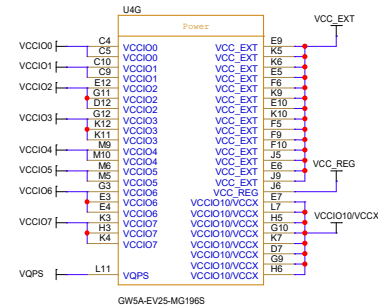 U4G
Power
VCC_EXT
VCCIO0
C4 VCCIO0 VCC_EXT E9
C5 VCCIO0 VCC_EXT K5
VCCIO1
C10 VCCIO1 VCC_EXT K6
C9 VCCIO1 VCC_EXT E5
VCCIO2
E12 VCCIO2 VCC_EXT F6
G11 VCCIO2 VCC_EXT K9
D12 VCCIO2 VCC_EXT E10
VCCIO3
G12 VCCIO3 VCC_EXT K10
K12 VCCIO3 VCC_EXT F5
K11 VCCIO3 VCC_EXT F9
VCCIO4
M9 VCCIO4 VCC_EXT F10
M10 VCCIO4 VCC_EXT J5
VCC_REG
VCCIO5
M6 VCCIO5 VCC_EXT E6
M5 VCCIO5 VCC_EXT J9
VCCIO6
G3 VCCIO6 VCC_REG J6
E3 VCCIO6 VCCIO10/VCCX E7
E4 VCCIO6 VCCIO10/VCCX L7
VCCIO10/VCCX
VCCIO7
K3 VCCIO7 VCCIO10/VCCX H5
H3 VCCIO7 VCCIO10/VCCX G10
K4 VCCIO7 VCCIO10/VCCX K7
VCCIO10/VCCX D7
VCCIO10/VCCX G9
VQPS L11 VQPS VCCIO10/VCCX H6
GW5A-EV25-MG196S